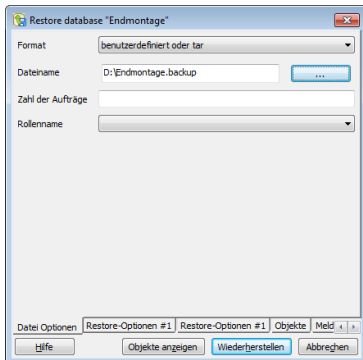 Restore database "Endmontage"
Format
benutzerdefiniert oder tar
Dateiname
D:\Endmontage.backup
...
Zahl der Aufträge
Rollenname
Datei Optionen
Restore-Optionen #1
Restore-Optionen #1
Objekte
Meld
Hilfe
Objekte anzeigen
Wiederherstellen
Abbrechen